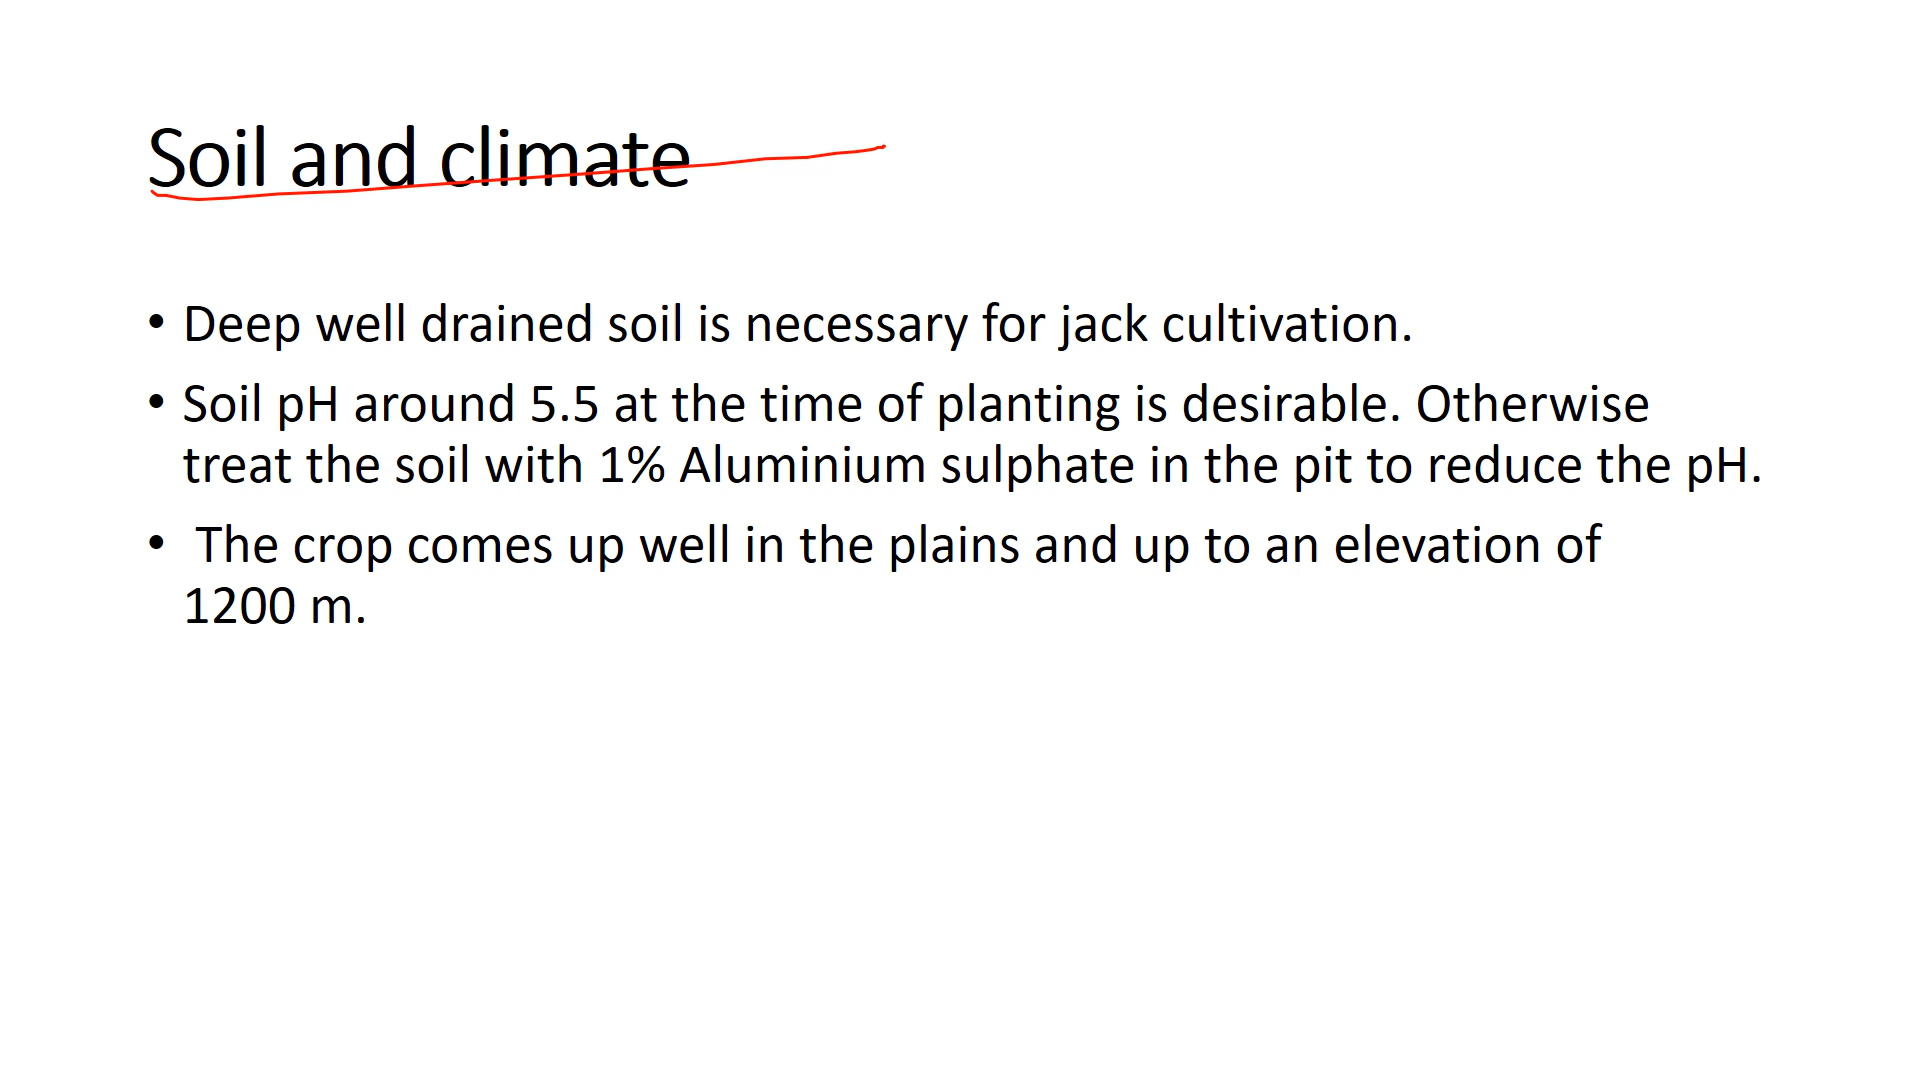 Soil and climate
• Deep well drained soil is necessary for jack cultivation.
• Soil pH around 5.5 at the time of planting is desirable. Otherwise
treat the soil with 1% Aluminium sulphate in the pit to reduce the pH.
• The crop comes up well in the plains and up to an elevation of
1200 m.